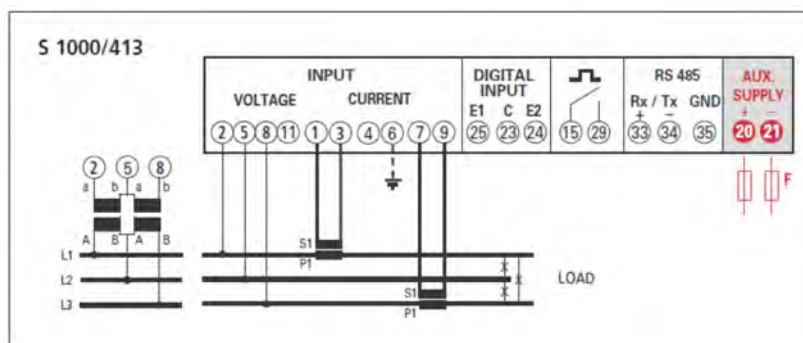 S 1000/413
INPUT
DIGITAL INPUT
RS 485
AUX. SUPPLY
VOLTAGE
CURRENT
E1 C E2
Rx / Tx GND
+ −
+ −
2 5 8 11 1 3 4 6 7 9
25 23 24
15 29
33 34 35
20 21
F
2 5 8
a b a b
A B A B
S1
P1
L1
L2
L3
S1
P1
LOAD